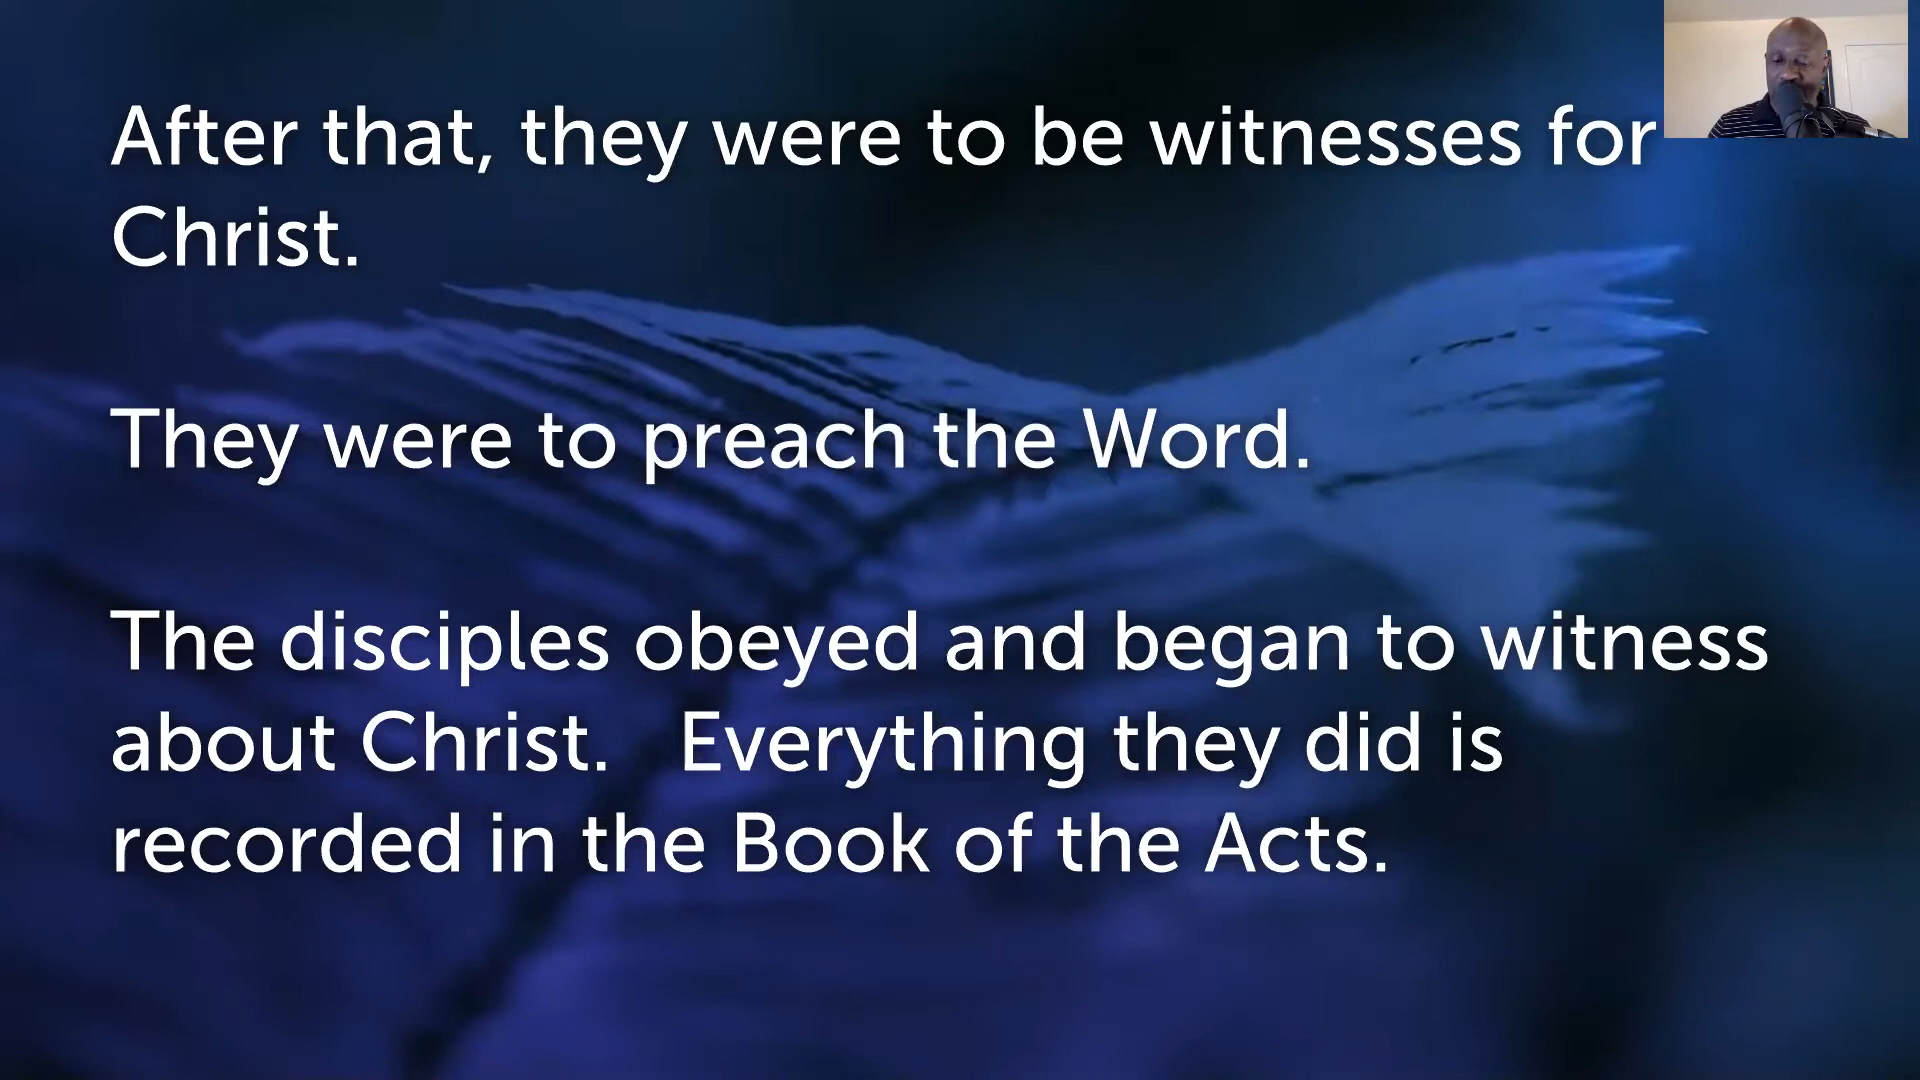 After that, they were to be witnesses for
Christ.
They were to preach the Word.
The disciples obeyed and began to witness
about Christ.   Everything they did is
recorded in the Book of the Acts.